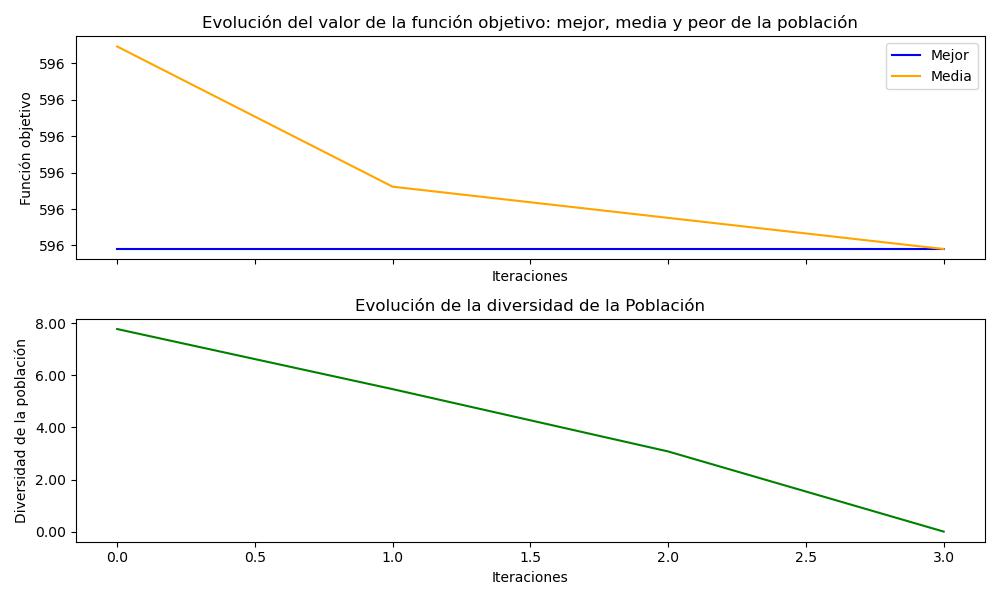 Evolución del valor de la función objetivo: mejor, media y peor de la población
Mejor
Media
596
596
596
596
596
596
Función objetivo
Iteraciones
Evolución de la diversidad de la Población
8.00
6.00
4.00
2.00
0.00
Diversidad de la población
0.0 0.5 1.0 1.5 2.0 2.5 3.0
Iteraciones